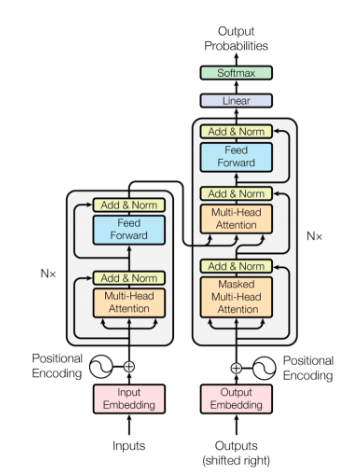 Output
Probabilities
Softmax
Linear
Add & Norm
Feed
Forward
Add & Norm
Multi-Head
Attention
Add & Norm
Masked
Multi-Head
Attention
N×
Add & Norm
Feed
Forward
Add & Norm
Multi-Head
Attention
N×
Positional
Encoding
Positional
Encoding
Input
Embedding
Output
Embedding
Inputs
Outputs
(shifted right)